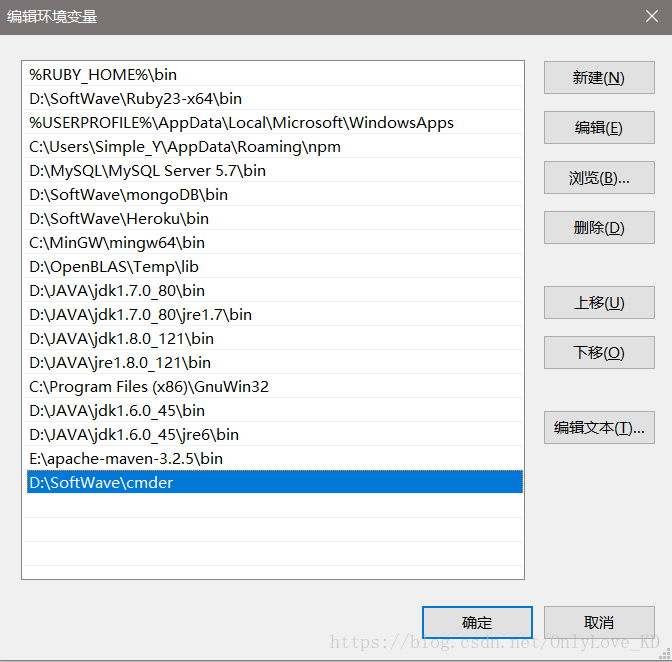 编辑环境变量
%RUBY_HOME%\bin
D:\SoftWave\Ruby23-x64\bin
%USERPROFILE%\AppData\Local\Microsoft\WindowsApps
C:\Users\Simple_Y\AppData\Roaming\npm
D:\MySQL\MySQL Server 5.7\bin
D:\SoftWave\mongoDB\bin
D:\SoftWave\Heroku\bin
C:\MinGW\mingw64\bin
D:\OpenBLAS\Temp\lib
D:\JAVA\jdk1.7.0_80\bin
D:\JAVA\jdk1.7.0_80\jre1.7\bin
D:\JAVA\jdk1.8.0_121\bin
D:\JAVA\jre1.8.0_121\bin
C:\Program Files (x86)\GnuWin32
D:\JAVA\jdk1.6.0_45\bin
D:\JAVA\jdk1.6.0_45\jre6\bin
E:\apache-maven-3.2.5\bin
D:\SoftWave\cmder
新建(N)
编辑(E)
浏览(B)...
删除(D)
上移(U)
下移(O)
编辑文本(T)...
确定
取消
https://blog.csdn.net/OnlyLove_KD